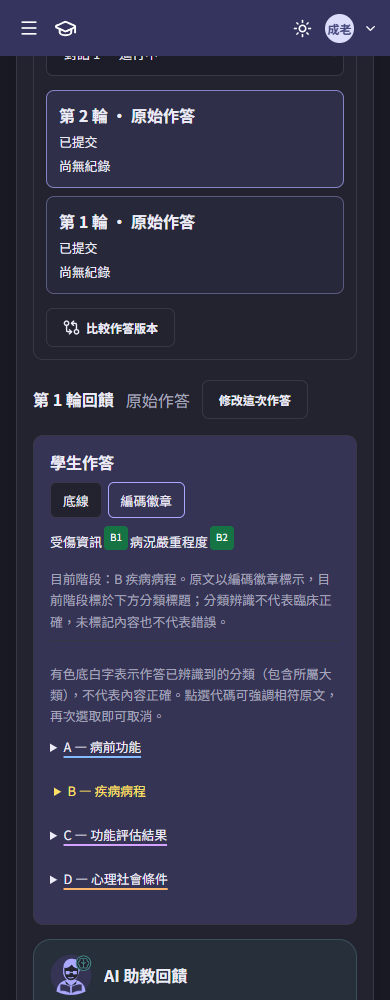 成老
第 2 輪 • 原始作答
已提交
尚無紀錄
第 1 輪 • 原始作答
已提交
尚無紀錄
比較作答版本
第 1 輪回饋 原始作答 修改這次作答
學生作答
底線 編碼徽章
受傷資訊 B1 病況嚴重程度 B2
目前階段：B 疾病病程。原文以編碼徽章標示，目
前階段標於下方分類標題；分類辨識不代表臨床正
確，未標記內容也不代表錯誤。
有色底白字表示作答已辨識到的分類（包含所屬大
類），不代表內容正確。點選代碼可強調相符原文，
再次選取即可取消。
A — 病前功能
B — 疾病病程
C — 功能評估結果
D — 心理社會條件
AI 助教回饋